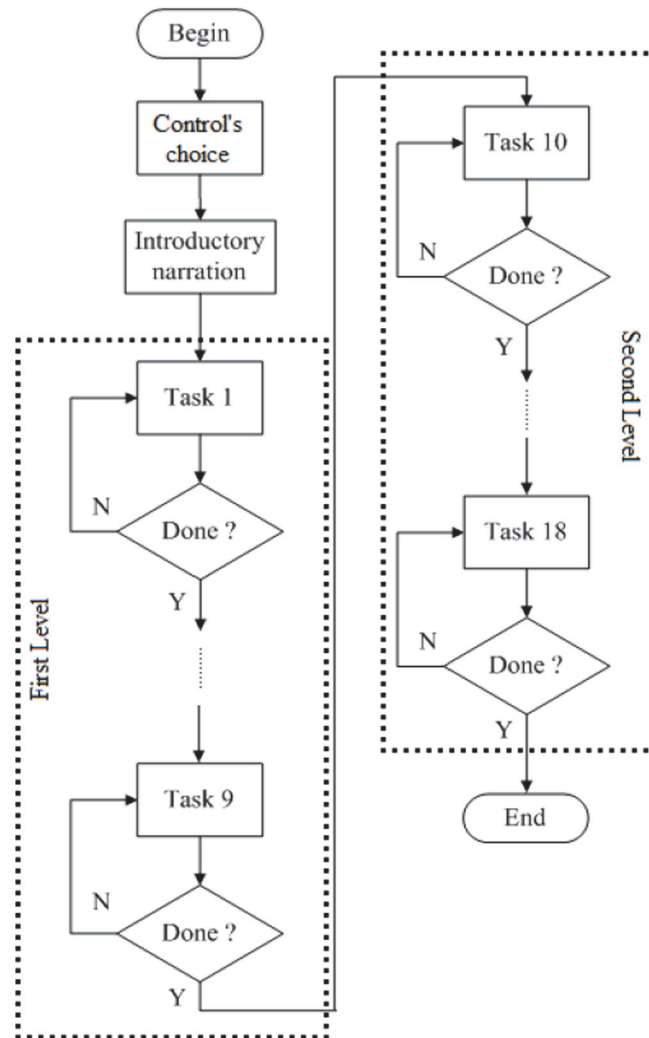 Begin
Control's
choice
Introductory
narration
Task 1
Done ?
N
Y
First Level
Task 9
Done ?
N
Y
Task 10
Done ?
N
Y
Second Level
Task 18
Done ?
N
Y
End